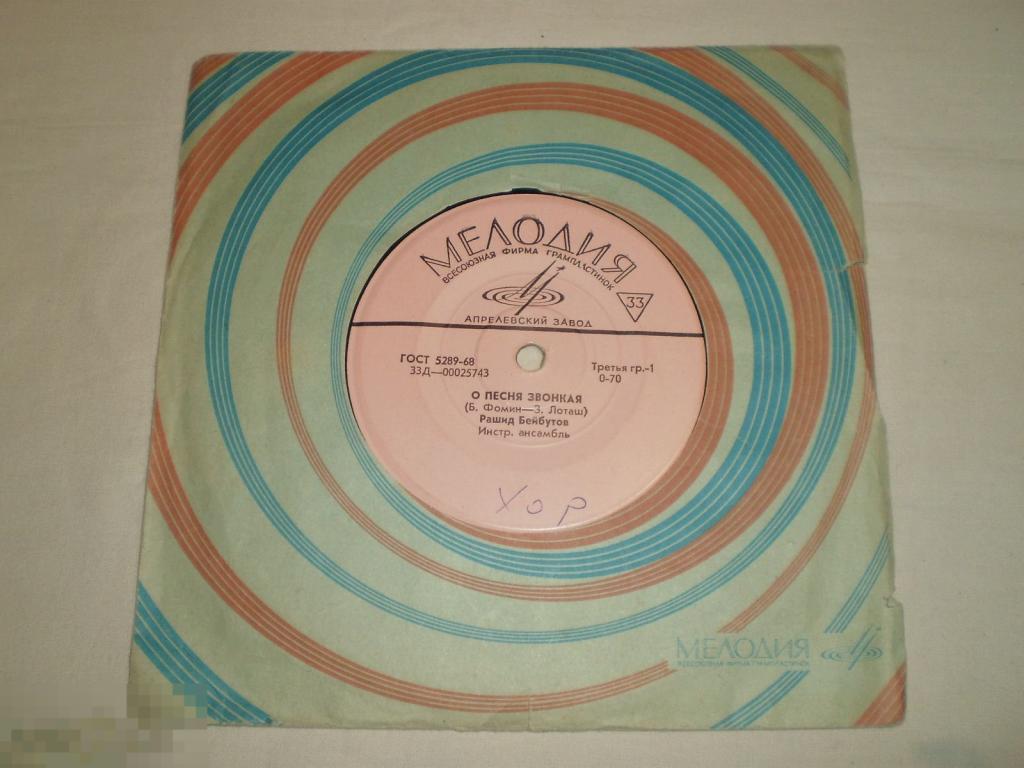 МЕЛОДИЯ
ВСЕСОЮЗНАЯ ФИРМА ГРАМПЛАСТИНОК
33
АПРЕЛЕВСКИЙ ЗАВОД
ГОСТ 5289-68
33Д—00025743
Третья гр.-1
0-70
О ПЕСНЯ ЗВОНКАЯ
(Б. Фомин—З. Лоташ)
Рашид Бейбутов
Инстр. ансамбль
Хор
МЕЛОДИЯ
ВСЕСОЮЗНАЯ ФИРМА ГРАМПЛАСТИНОК